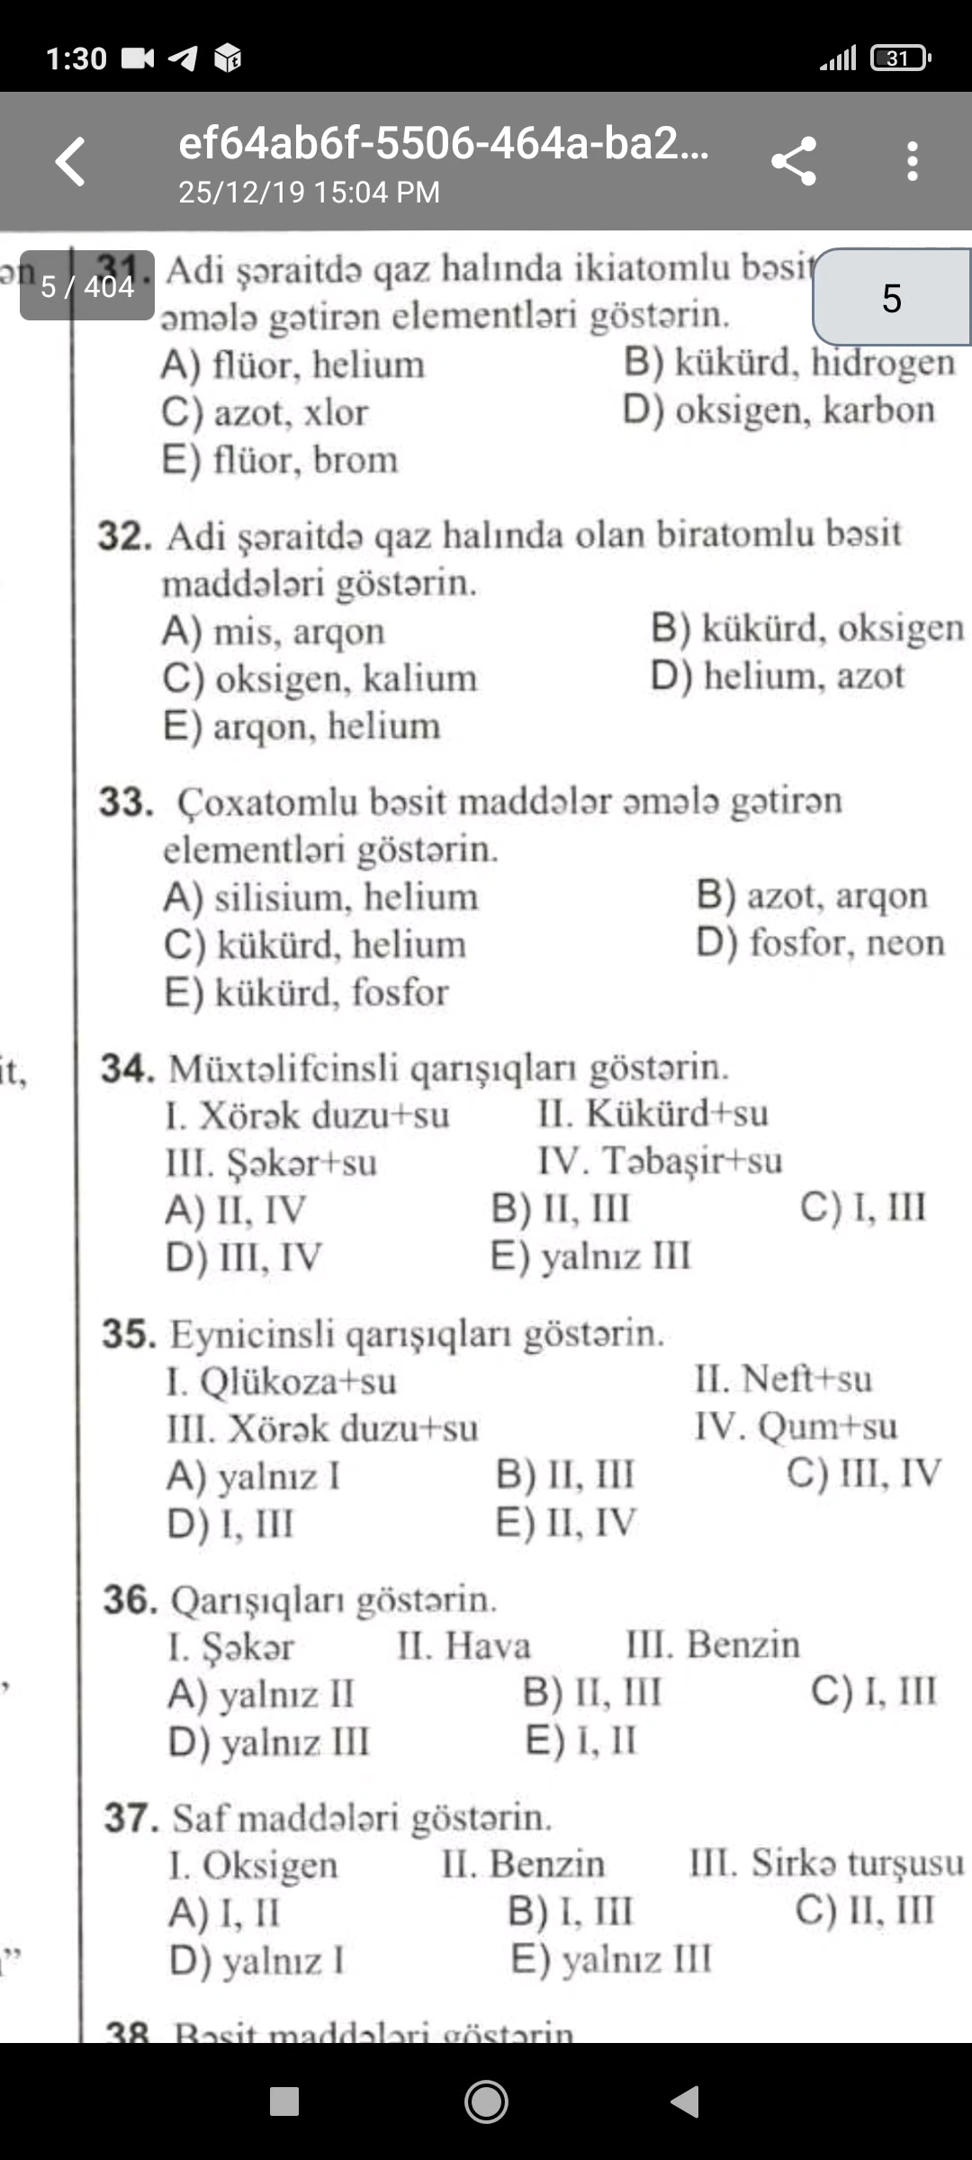 1:30
31
ef64ab6f-5506-464a-ba2...
25/12/19 15:04 PM
ən
5 / 404
5
31. Adi şəraitdə qaz halında ikiatomlu bəsit
əmələ gətirən elementləri göstərin.
A) flüor, helium B) kükürd, hidrogen
C) azot, xlor D) oksigen, karbon
E) flüor, brom
32. Adi şəraitdə qaz halında olan biratomlu bəsit
maddələri göstərin.
A) mis, arqon B) kükürd, oksigen
C) oksigen, kalium D) helium, azot
E) arqon, helium
33. Çoxatomlu bəsit maddələr əmələ gətirən
elementləri göstərin.
A) silisium, helium B) azot, arqon
C) kükürd, helium D) fosfor, neon
E) kükürd, fosfor
it,
34. Müxtəlifcinsli qarışıqları göstərin.
I. Xörək duzu+su II. Kükürd+su
III. Şəkər+su IV. Təbaşir+su
A) II, IV B) II, III C) I, III
D) III, IV E) yalnız III
35. Eynicinsli qarışıqları göstərin.
I. Qlükoza+su II. Neft+su
III. Xörək duzu+su IV. Qum+su
A) yalnız I B) II, III C) III, IV
D) I, III E) II, IV
36. Qarışıqları göstərin.
I. Şəkər II. Hava III. Benzin
A) yalnız II B) II, III C) I, III
D) yalnız III E) I, II
37. Saf maddələri göstərin.
I. Oksigen II. Benzin III. Sirkə turşusu
A) I, II B) I, III C) II, III
D) yalnız I E) yalnız III
38 Bəsit maddələri göstərin